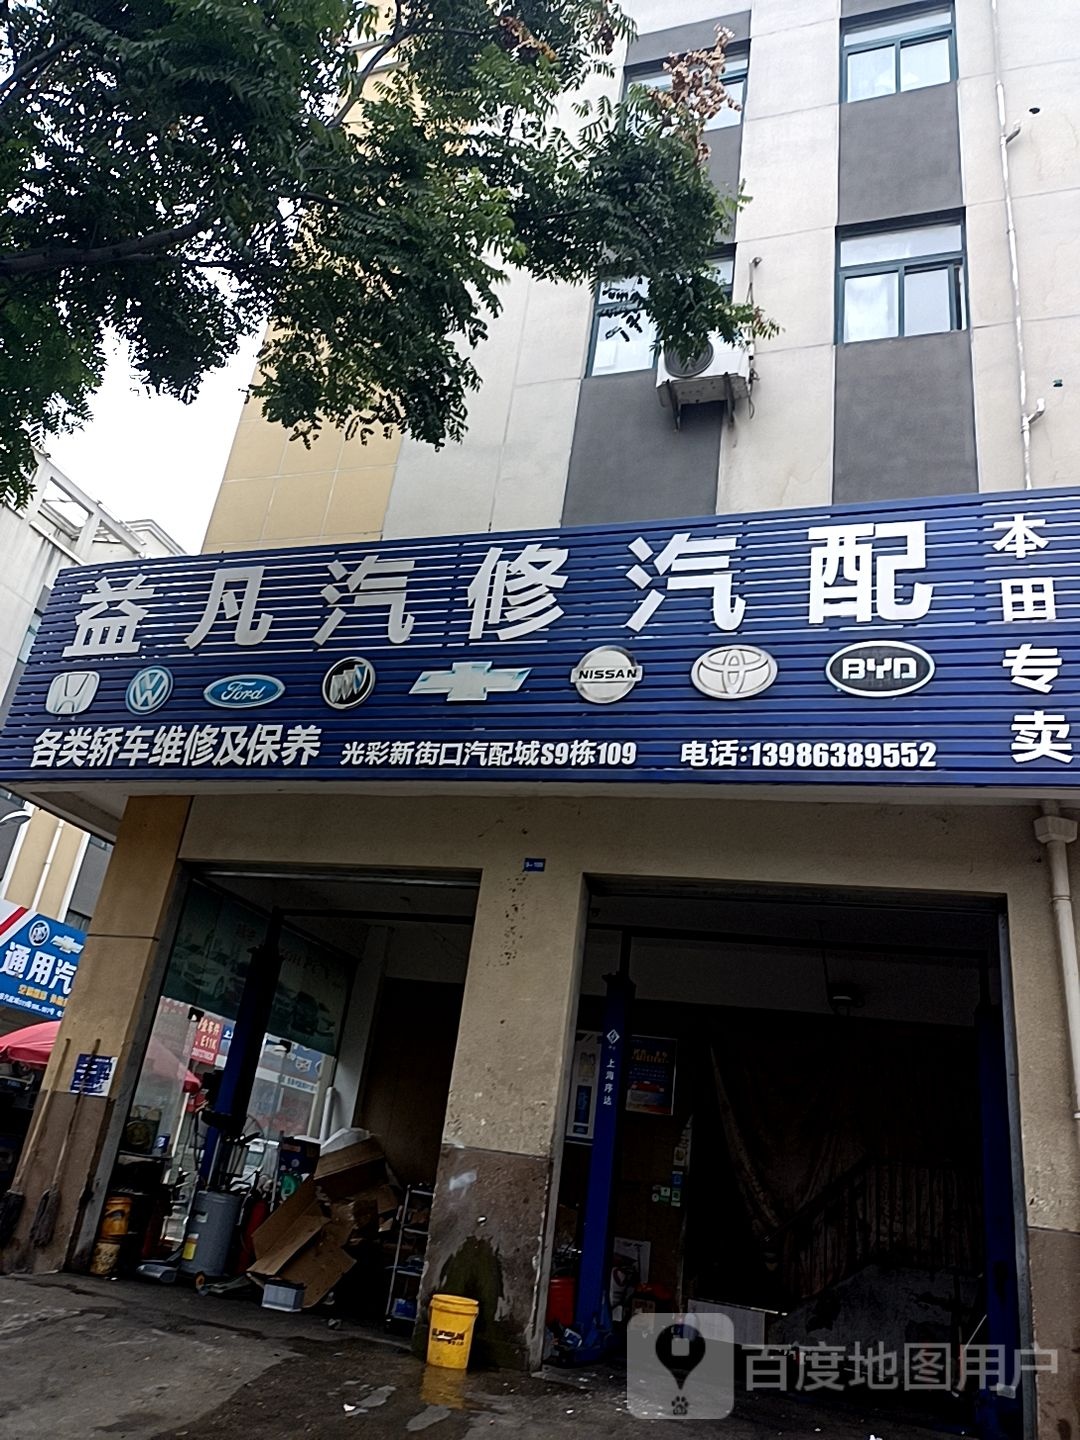 益凡汽修汽配
本田专卖
Ford
NISSAN
BYD
各类轿车维修及保养
光彩新街口汽配城S9栋109
电话:13986389552
通用汽
上海序达
E11K
百度地图用户